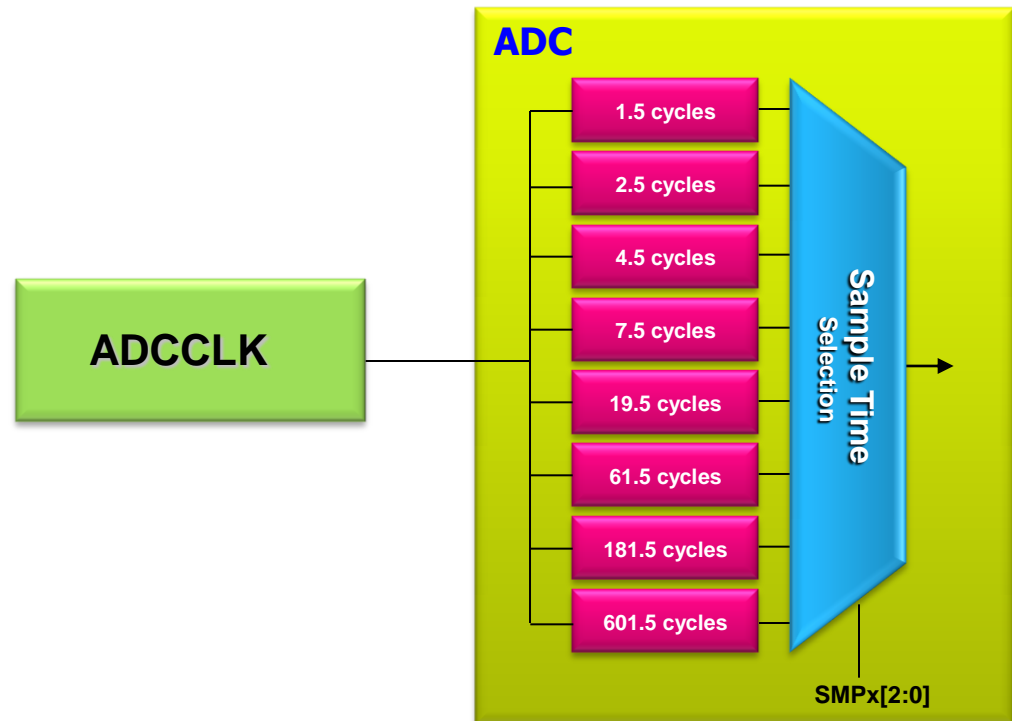 ADC
ADCCLK
1.5 cycles
2.5 cycles
4.5 cycles
7.5 cycles
19.5 cycles
61.5 cycles
181.5 cycles
601.5 cycles
Sample Time
Selection
SMPx[2:0]